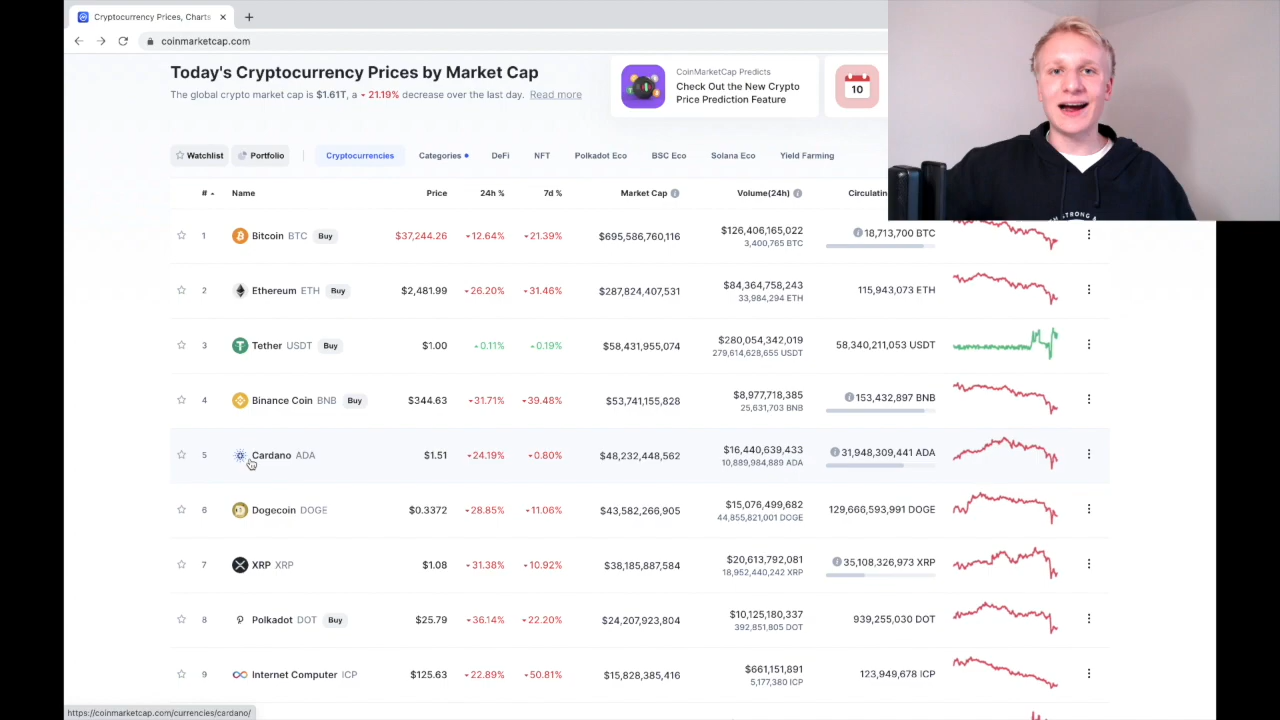 Cryptocurrency Prices, Charts
coinmarketcap.com
Today's Cryptocurrency Prices by Market Cap
The global crypto market cap is $1.61T, a 21.19% decrease over the last day. Read more
CoinMarketCap Predicts
Check Out the New Crypto
Price Prediction Feature
10
Watchlist Portfolio Cryptocurrencies Categories DeFi NFT Polkadot Eco BSC Eco Solana Eco Yield Farming
# Name Price 24h % 7d % Market Cap Volume(24h) Circulating
1 Bitcoin BTC Buy $37,244.26 12.64% 21.39% $695,586,760,116 $126,406,165,022 18,713,700 BTC
3,400,765 BTC
2 Ethereum ETH Buy $2,481.99 26.20% 31.46% $287,824,407,531 $84,364,758,243 115,943,073 ETH
33,984,294 ETH
3 Tether USDT Buy $1.00 0.11% 0.19% $58,431,955,074 $280,054,342,019 58,340,211,053 USDT
279,614,628,655 USDT
4 Binance Coin BNB Buy $344.63 31.71% 39.48% $53,741,155,828 $8,977,718,385 153,432,897 BNB
25,631,703 BNB
5 Cardano ADA $1.51 24.19% 0.80% $48,232,448,562 $16,440,639,433 31,948,309,441 ADA
10,889,984,889 ADA
6 Dogecoin DOGE $0.3372 28.85% 11.06% $43,582,266,905 $15,076,499,682 129,666,593,991 DOGE
44,855,821,001 DOGE
7 XRP XRP $1.08 31.38% 10.92% $38,185,887,584 $20,613,792,081 35,108,326,973 XRP
18,952,440,242 XRP
8 Polkadot DOT Buy $25.79 36.14% 22.20% $24,207,923,804 $10,125,180,337 939,255,030 DOT
392,851,805 DOT
9 Internet Computer ICP $125.63 22.89% 50.81% $15,828,385,416 $661,151,891 123,949,678 ICP
5,177,380 ICP
https://coinmarketcap.com/currencies/cardano/